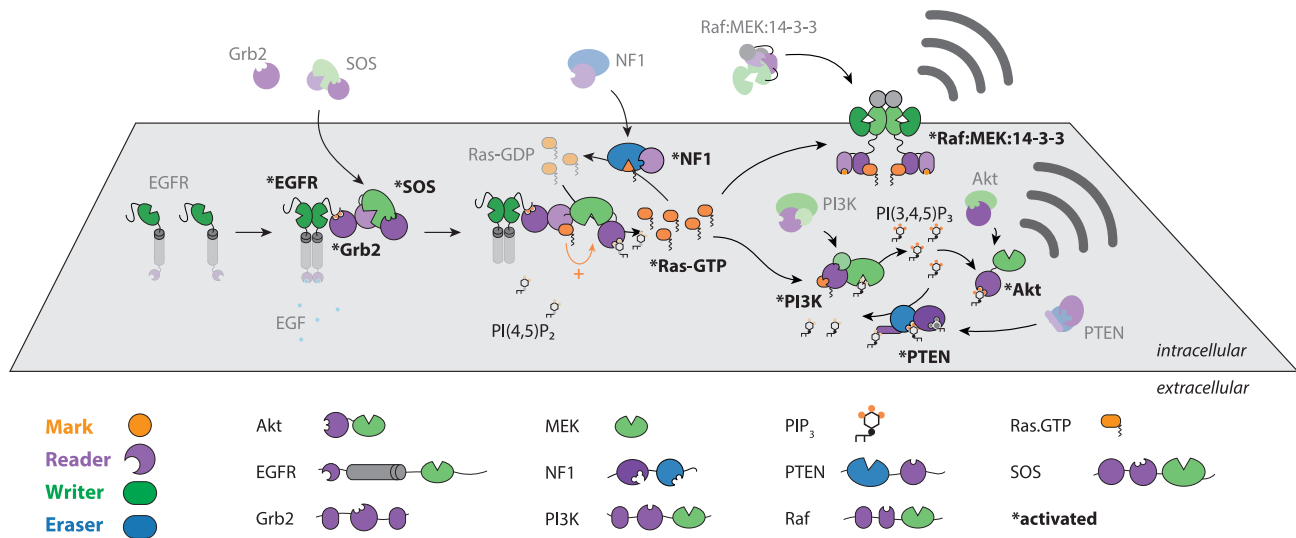 Grb2
SOS
NF1
Raf:MEK:14-3-3
EGFR
*EGFR
*SOS
*Grb2
EGF
Ras-GDP
*NF1
+
*Ras-GTP
PI(4,5)P2
*Raf:MEK:14-3-3
PI3K
PI(3,4,5)P3
Akt
*PI3K
*Akt
*PTEN
PTEN
intracellular
extracellular
Mark
Reader
Writer
Eraser
Akt
EGFR
Grb2
MEK
NF1
PI3K
PIP3
PTEN
Raf
Ras.GTP
SOS
*activated